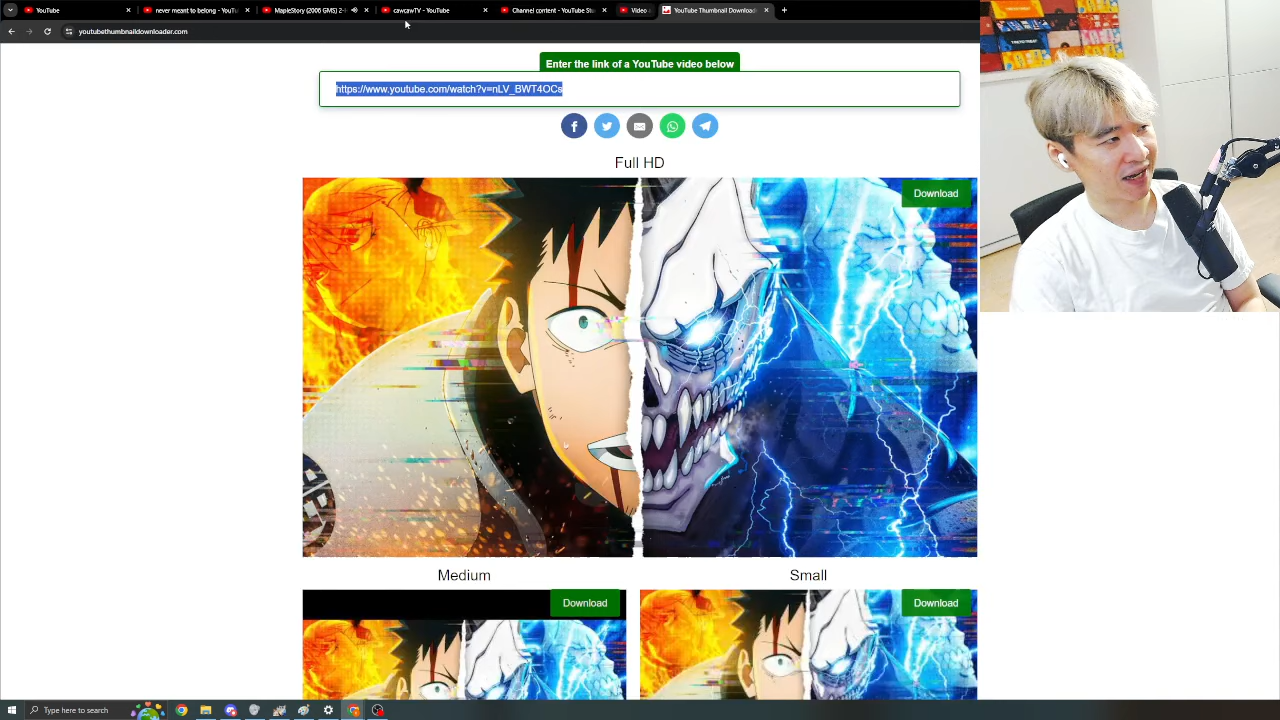 YouTube
never meant to belong - YouTu
MapleStory (2006 GMS) 2-
cawcawTV - YouTube
Channel content - YouTube Stu
Video
YouTube Thumbnail Download
youtubethumbnaildownloader.com
Enter the link of a YouTube video below
https://www.youtube.com/watch?v=nLV_BWT4OCs
Full HD
Download
Medium
Small
Download
Download
Type here to search